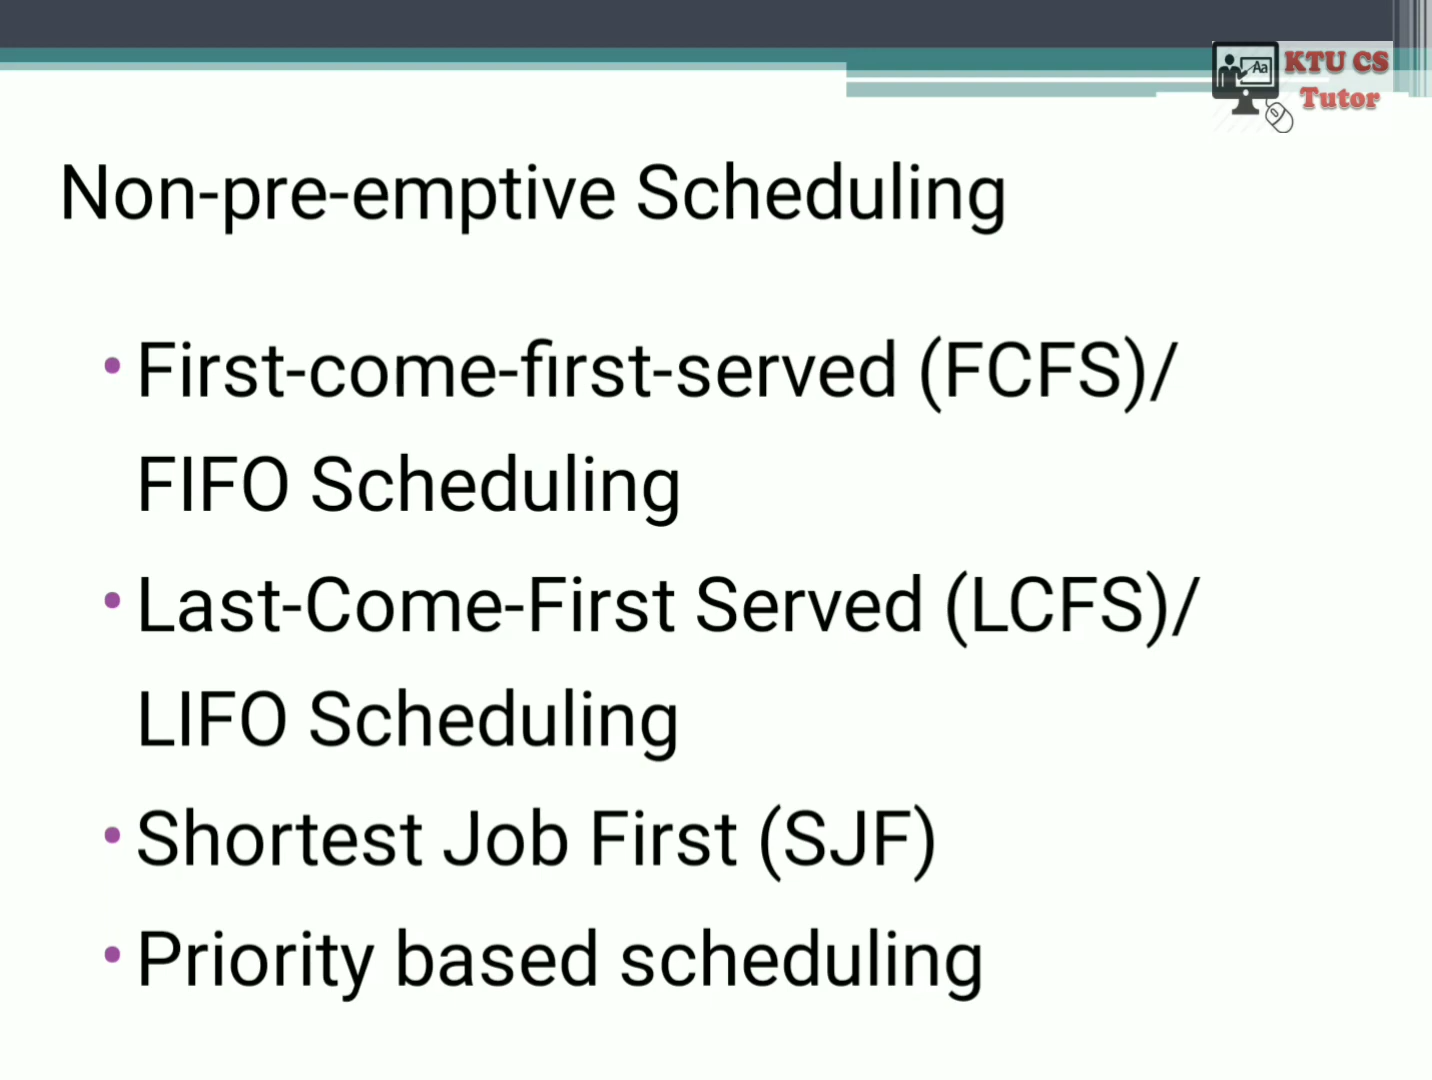 Aa
KTU CS
Tutor
Non-pre-emptive Scheduling
• First-come-first-served (FCFS)/
FIFO Scheduling
• Last-Come-First Served (LCFS)/
LIFO Scheduling
• Shortest Job First (SJF)
• Priority based scheduling